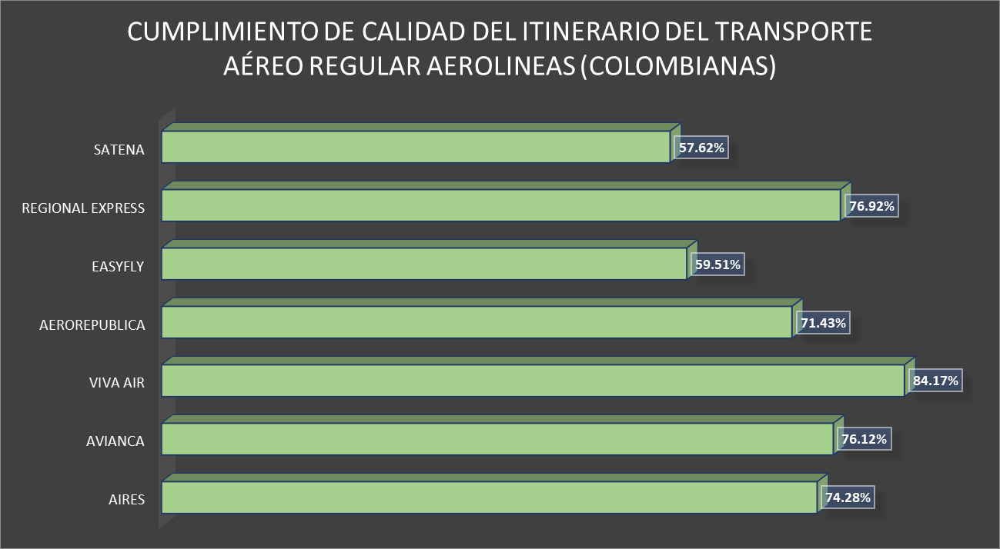 CUMPLIMIENTO DE CALIDAD DEL ITINERARIO DEL TRANSPORTE
AÉREO REGULAR AEROLINEAS (COLOMBIANAS)
SATENA
57.62%
REGIONAL EXPRESS
76.92%
EASYFLY
59.51%
AEROREPUBLICA
71.43%
VIVA AIR
84.17%
AVIANCA
76.12%
AIRES
74.28%